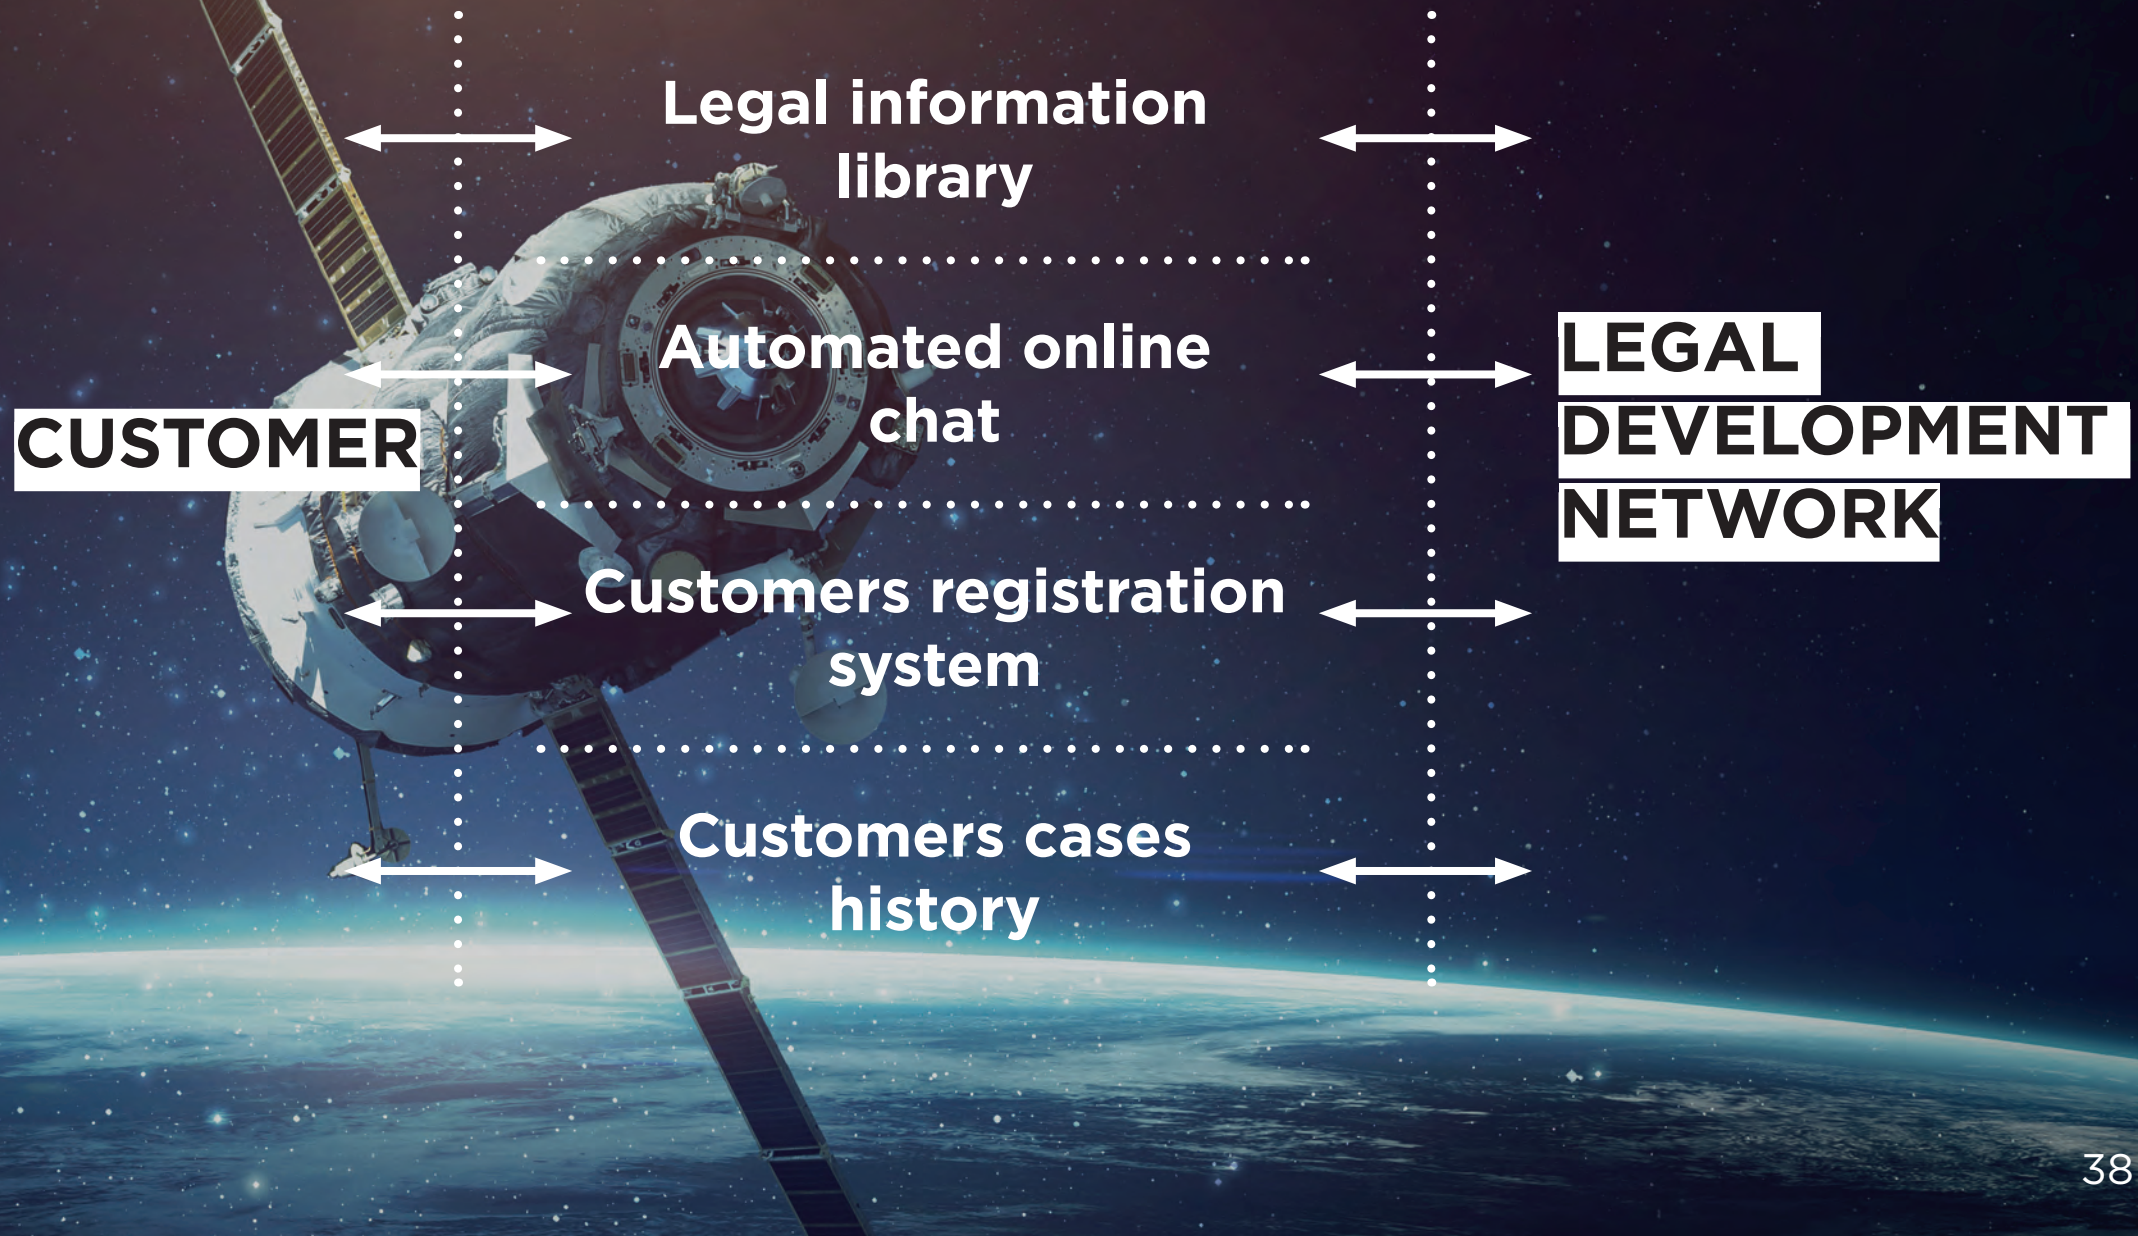 CUSTOMER
Legal information
library
Automated online
chat
Customers registration
system
Customers cases
history
LEGAL
DEVELOPMENT
NETWORK
38